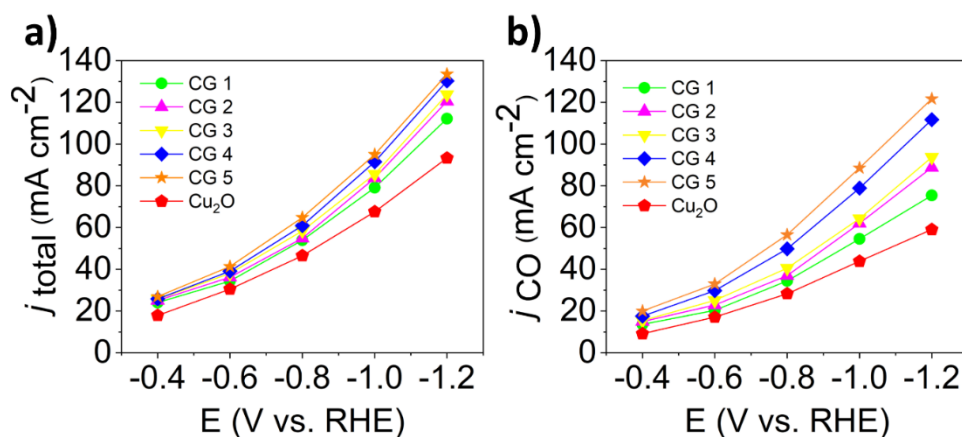 a)
j total (mA cm⁻²)
140
120
100
80
60
40
20
0
CG 1
CG 2
CG 3
CG 4
CG 5
Cu₂O
-0.4 -0.6 -0.8 -1.0 -1.2
E (V vs. RHE)
b)
j CO (mA cm⁻²)
140
120
100
80
60
40
20
0
CG 1
CG 2
CG 3
CG 4
CG 5
Cu₂O
-0.4 -0.6 -0.8 -1.0 -1.2
E (V vs. RHE)